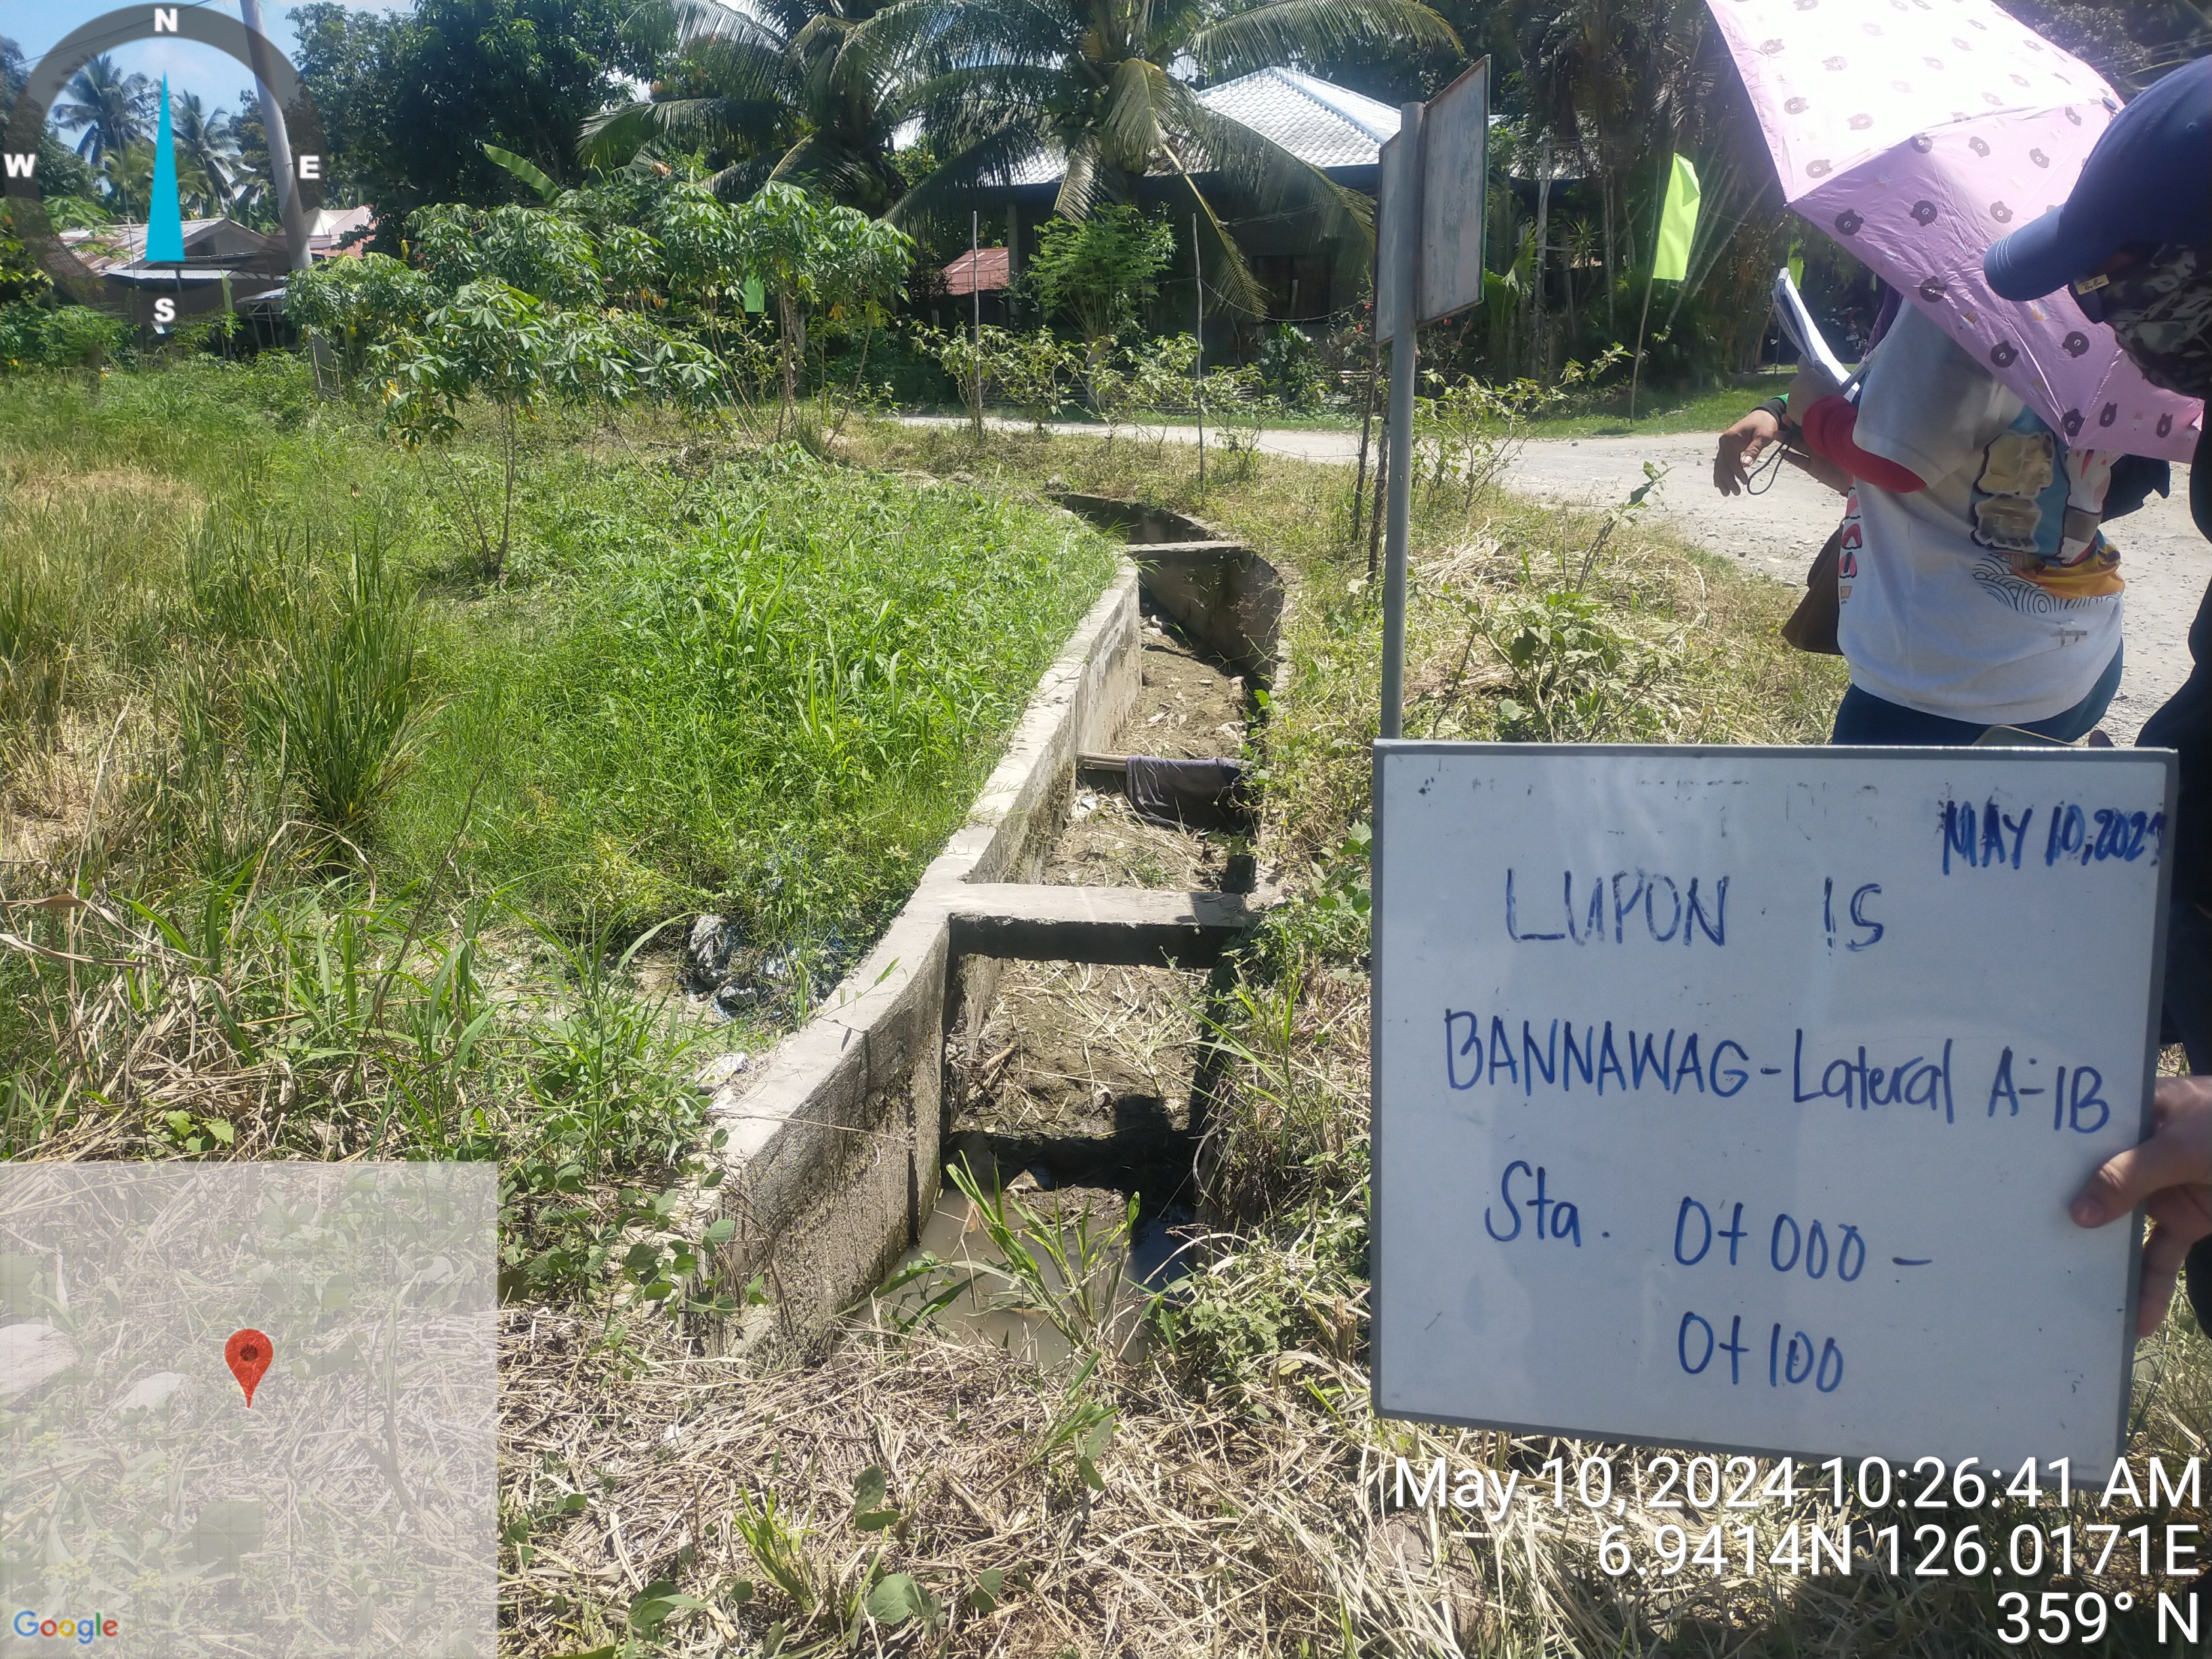 N
W E
S
MAY 10, 2024
LUPON IS
BANNAWAG-Lateral A-1B
Sta. 0+000 -
0+100
May 10, 2024 10:26:41 AM
6.9414N 126.0171E
359° N
Google